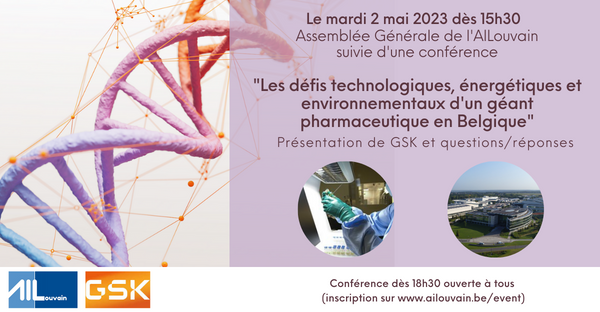 Le mardi 2 mai 2023 dès 15h30
Assemblée Générale de l'AILouvain
suivie d'une conférence
"Les défis technologiques, énergétiques et
environnementaux d'un géant
pharmaceutique en Belgique"
Présentation de GSK et questions/réponses
AILouvain
GSK
Conférence dès 18h30 ouverte à tous
(inscription sur www.ailouvain.be/event)